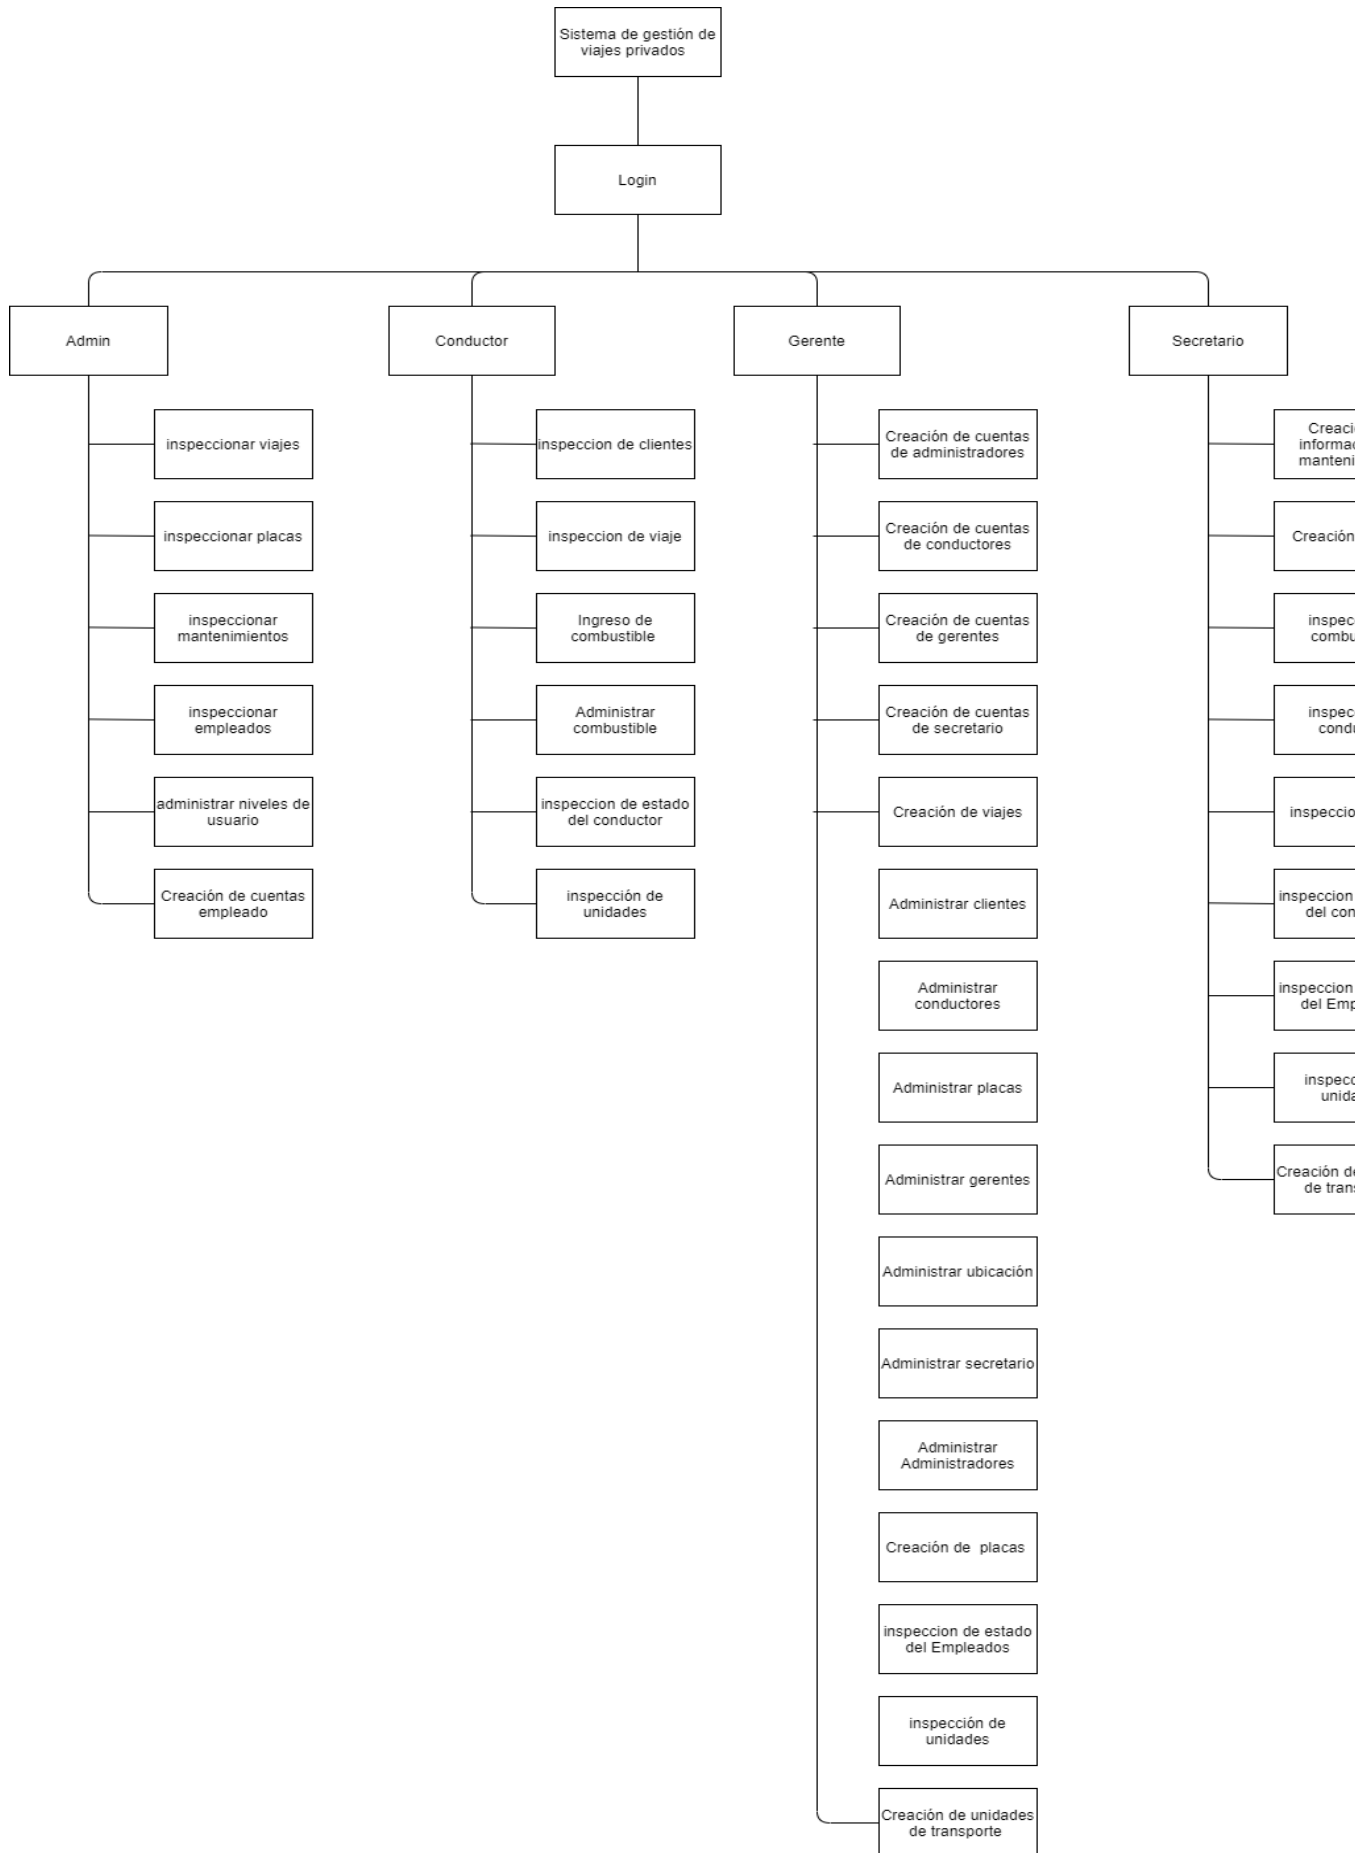 Sistema de gestión de
viajes privados
Login
Admin
Conductor
Gerente
Secretario
inspeccionar viajes
inspeccionar placas
inspeccionar
mantenimientos
inspeccionar
empleados
administrar niveles de
usuario
Creación de cuentas
empleado
inspeccion de clientes
inspeccion de viaje
Ingreso de
combustible
Administrar
combustible
inspeccion de estado
del conductor
inspección de
unidades
Creación de cuentas
de administradores
Creación de cuentas
de conductores
Creación de cuentas
de gerentes
Creación de cuentas
de secretario
Creación de viajes
Administrar clientes
Administrar
conductores
Administrar placas
Administrar gerentes
Administrar ubicación
Administrar secretario
Administrar
Administradores
Creación de placas
inspeccion de estado
del Empleados
inspección de
unidades
Creación de unidades
de transporte
Creación
inspeccion
del
inspeccion
del
Creación de
de